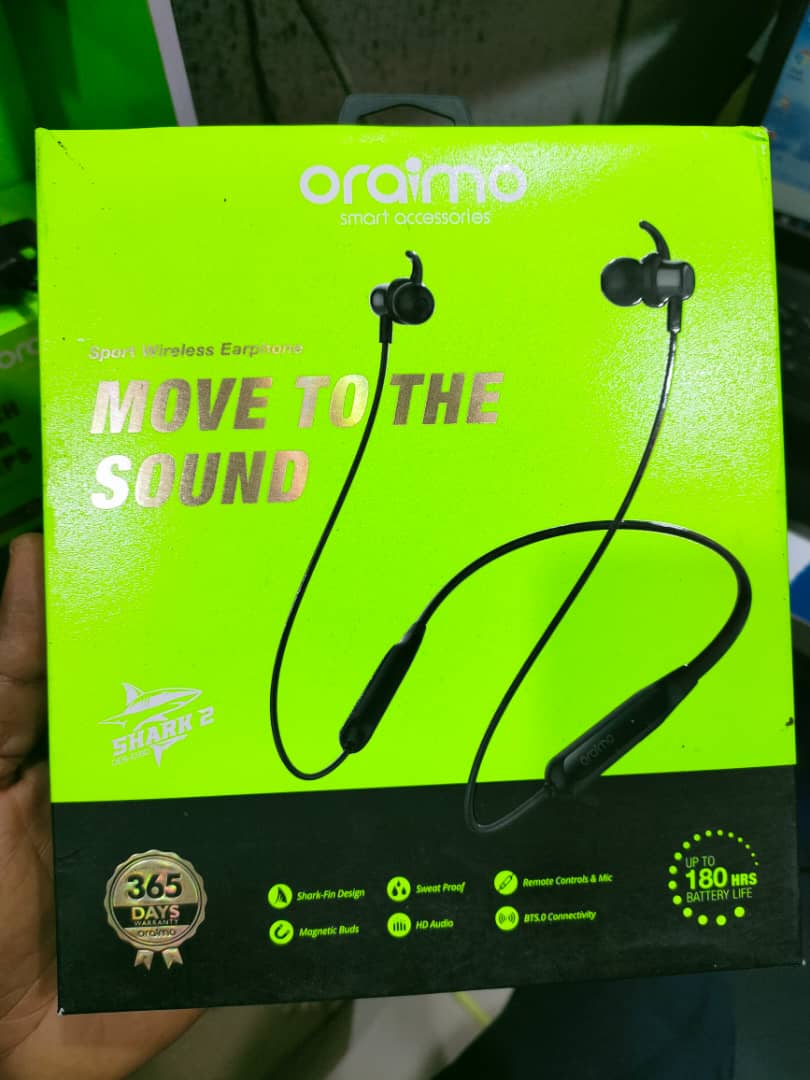 oraimo
smart accessories
Sport Wireless Earphone
MOVE TO THE
SOUND
oraimo
SHARK 2
365
DAYS
WARRANTY
oraimo
Shark-Fin Design
Sweat Proof
Remote Controls & Mic
Magnetic Buds
HD Audio
BT5.0 Connectivity
UP TO
180 HRS
BATTERY LIFE